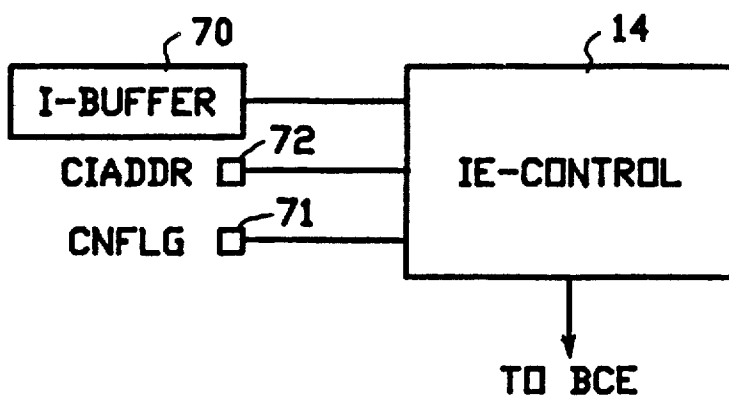 70
14
I-BUFFER
72
CIADDR
IE-CONTROL
71
CNFLG
TO BCE